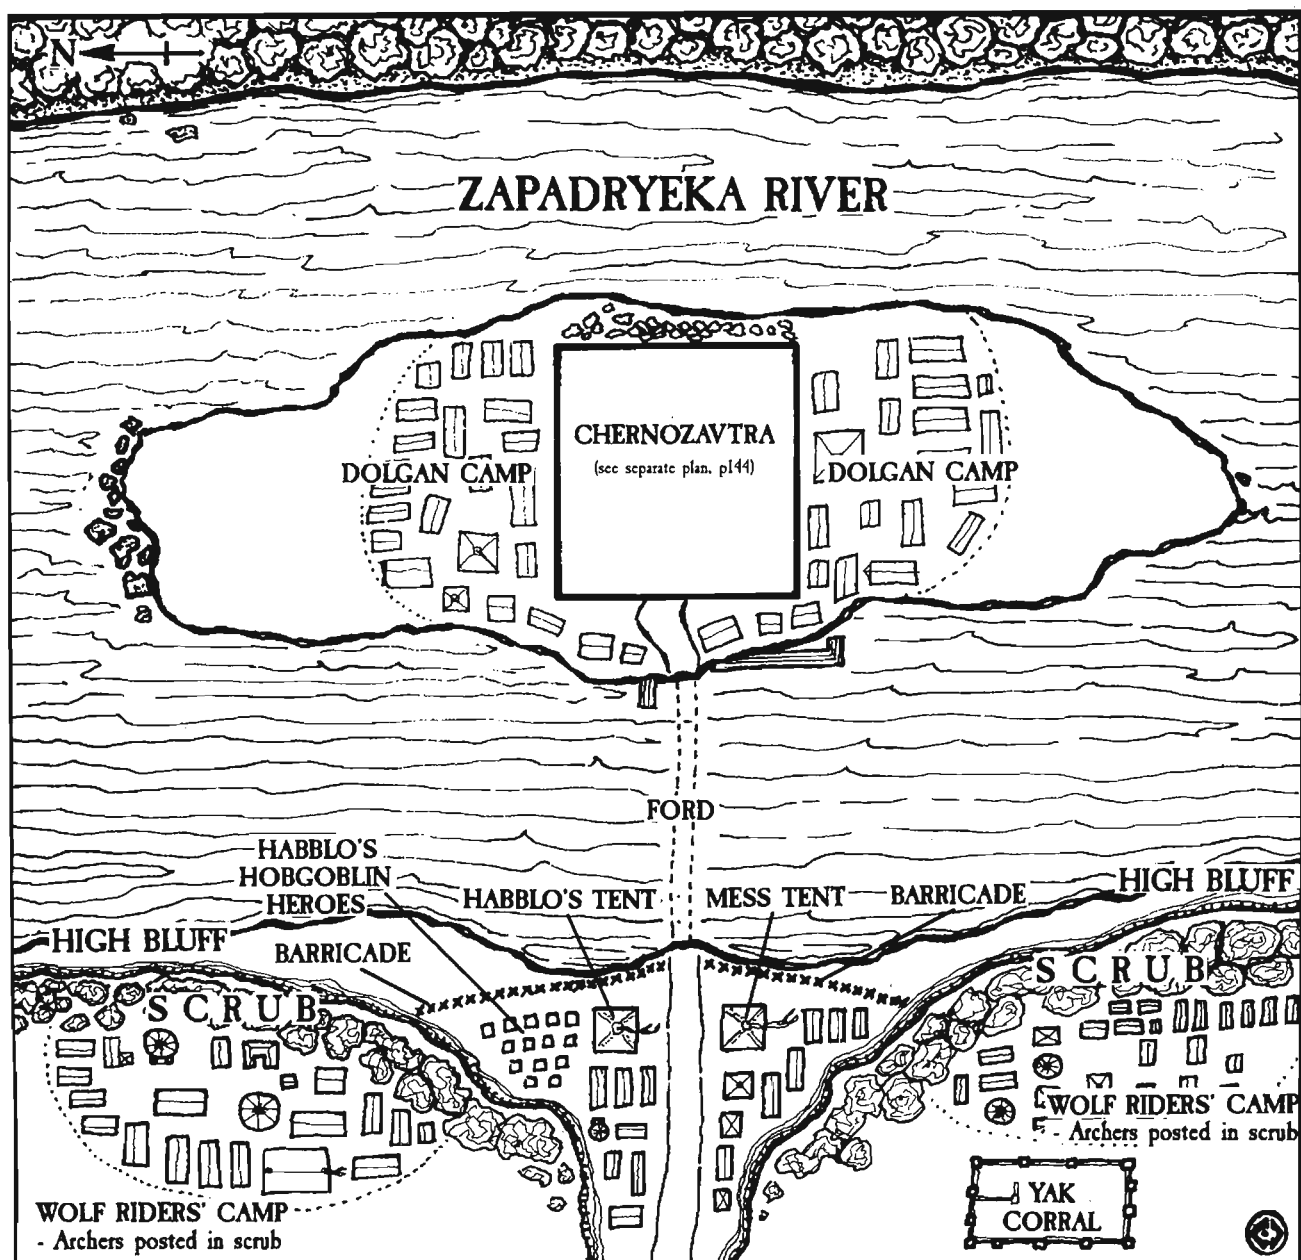 N
ZAPADRYEKA RIVER
CHERNOZAVTRA
(see separate plan, p144)
DOLGAN CAMP
DOLGAN CAMP
FORD
HABBLO'S
HOBGOBLIN
HEROES
HABBLO'S TENT
MESS TENT
BARRICADE
HIGH BLUFF
HIGH BLUFF
BARRICADE
SCRUB
SCRUB
WOLF RIDERS' CAMP
- Archers posted in scrub
WOLF RIDERS' CAMP
- Archers posted in scrub
YAK
CORRAL